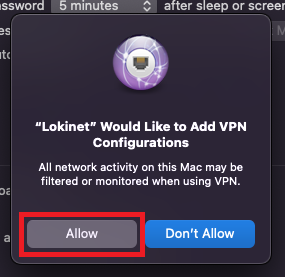 assword 5 minutes after sleep or screen
“Lokinet” Would Like to Add VPN
Configurations
All network activity on this Mac may be
filtered or monitored when using VPN.
Allow
Don’t Allow